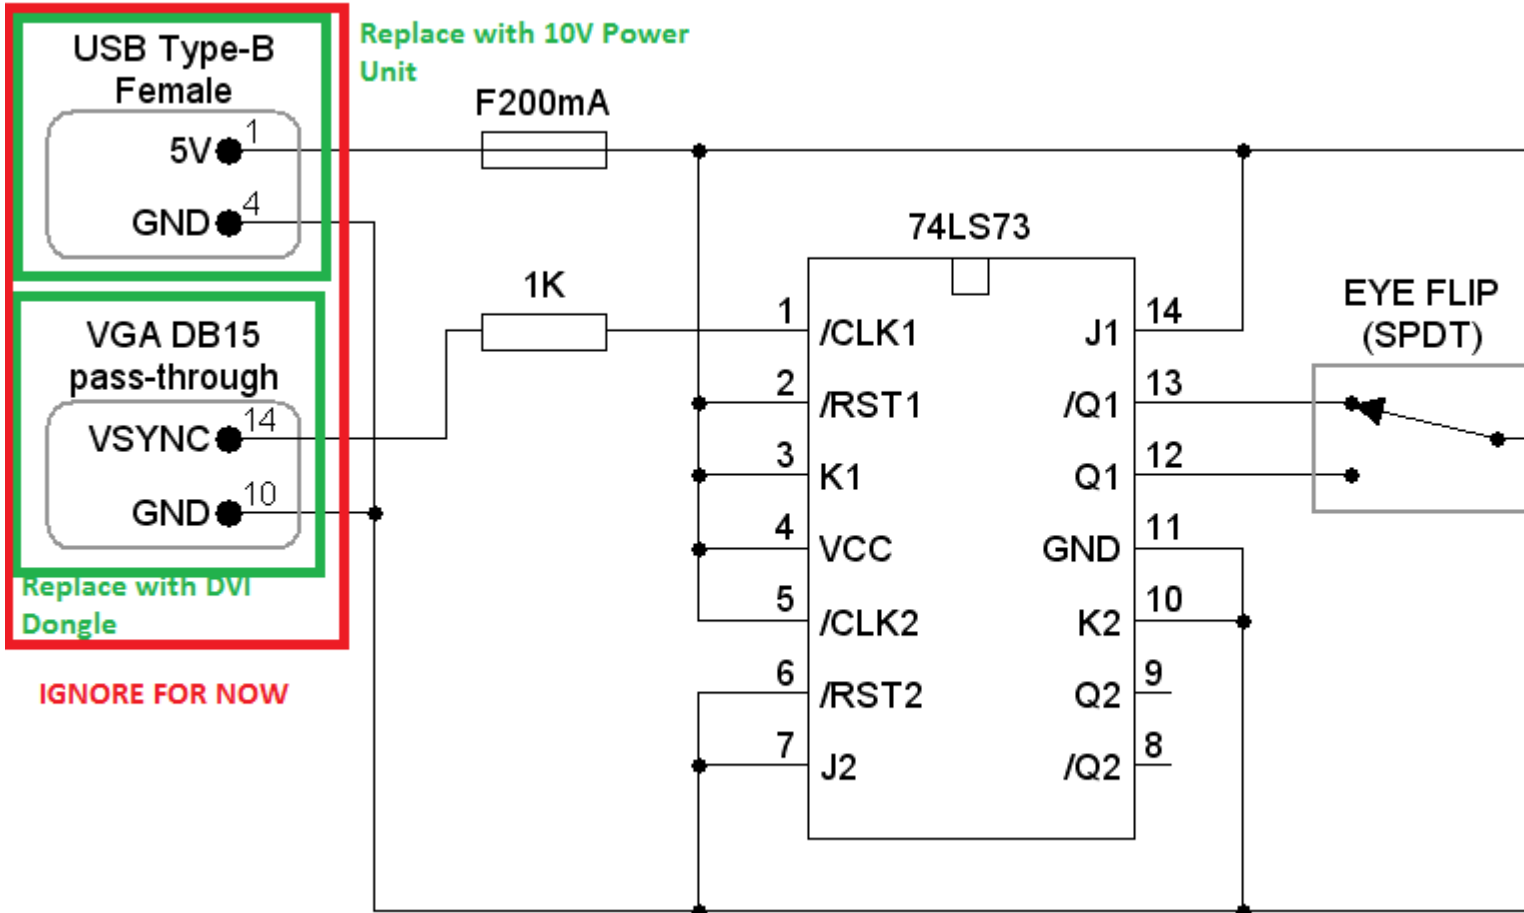 USB Type-B
Female
5V
1
GND
4
Replace with 10V Power
Unit
F200mA
VGA DB15
pass-through
VSYNC
14
GND
10
Replace with DVI
Dongle
IGNORE FOR NOW
1K
74LS73
1
/CLK1
2
/RST1
3
K1
4
VCC
5
/CLK2
6
/RST2
7
J2
J1
14
/Q1
13
Q1
12
GND
11
K2
10
Q2
9
/Q2
8
EYE FLIP
(SPDT)